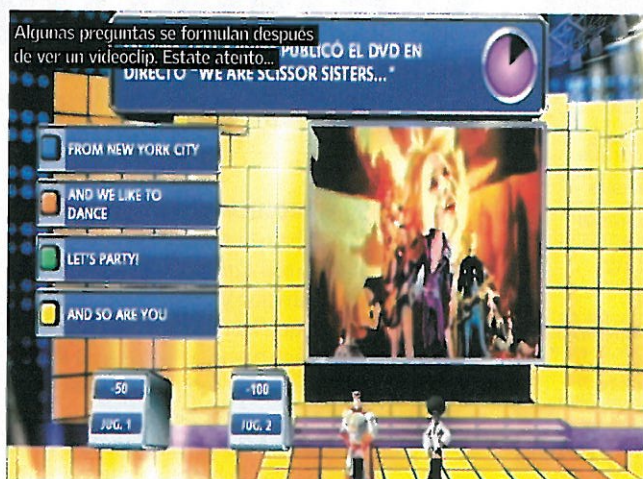 Algunas preguntas se formulan después
de ver un videoclip. Estate atento...
PUBLICÓ EL DVD EN
DIRECTO "WE ARE SCISSOR SISTERS..."
FROM NEW YORK CITY
AND WE LIKE TO
DANCE
LET'S PARTY!
AND SO ARE YOU
-50
-100
JUG. 1
JUG. 2